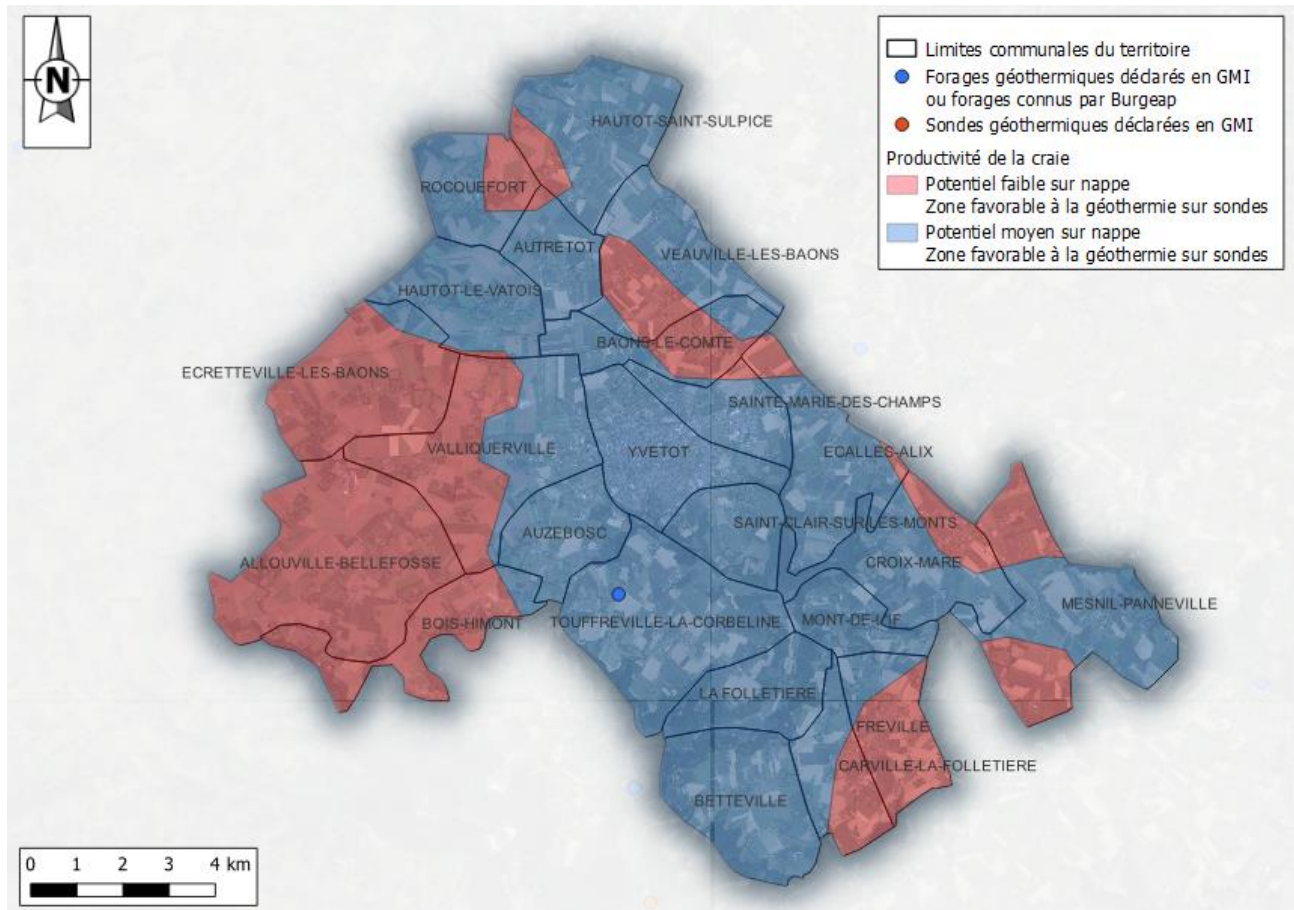 N
Limites communales du territoire
Forages géothermiques déclarés en GMI
ou forages connus par Burgeap
Sondes géothermiques déclarées en GMI
Productivité de la craie
Potentiel faible sur nappe
Zone favorable à la géothermie sur sondes
Potentiel moyen sur nappe
Zone favorable à la géothermie sur sondes
HAUTOT-SAINT-SULPICE
ROCQUEFORT
AUTRETOT
VEAUVILLE-LES-BAONS
HAUTOT-LE-VATOIS
BAONS-LE-COMTE
ECRETTEVILLE-LES-BAONS
SAINTE-MARIE-DES-CHAMPS
VALLIQUERVILLE
YVETOT
ECALLES-ALIX
AUZEBOSC
SAINT-CLAIR-SUR-LES-MONTS
ALLOUVILLE-BELLEFOSSE
CROIX-MARE
MESNIL-PANNEVILLE
BOIS-HIMONT
TOUFFREVILLE-LA-CORBELINE
MONT-DE-L'IF
LA FOLLETIERE
FREVILLE
CARVILLE-LA-FOLLETIERE
BETTEVILLE
0 1 2 3 4 km